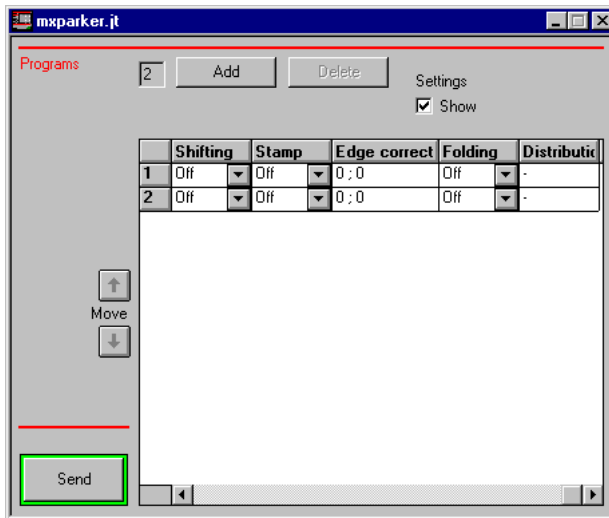 mxparker.jt
Programs
2 Add Delete
Settings
Show
Shifting Stamp Edge correct Folding Distributic
1 Off Off 0 ; 0 Off -
2 Off Off 0 ; 0 Off -
Move
Send